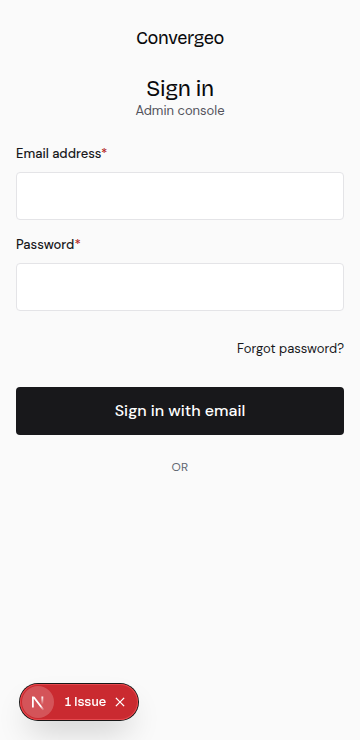 Convergeo
Sign in
Admin console
Email address*
Password*
Forgot password?
Sign in with email
OR
N 1 Issue